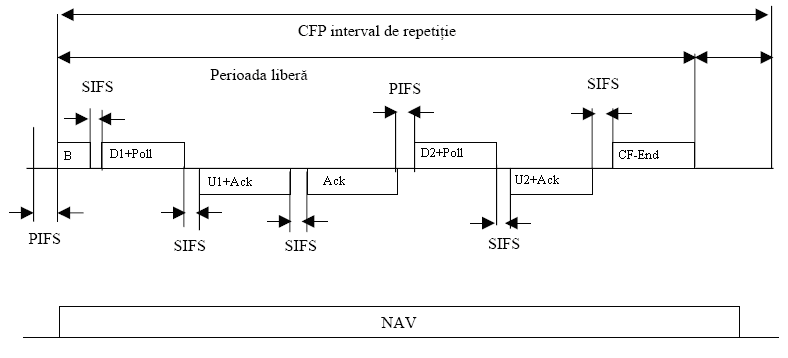 CFP interval de repetiție
Perioada liberă
SIFS
PIFS
SIFS
B
D1+Poll
D2+Poll
CF-End
U1+Ack
Ack
U2+Ack
PIFS
SIFS
SIFS
SIFS
NAV